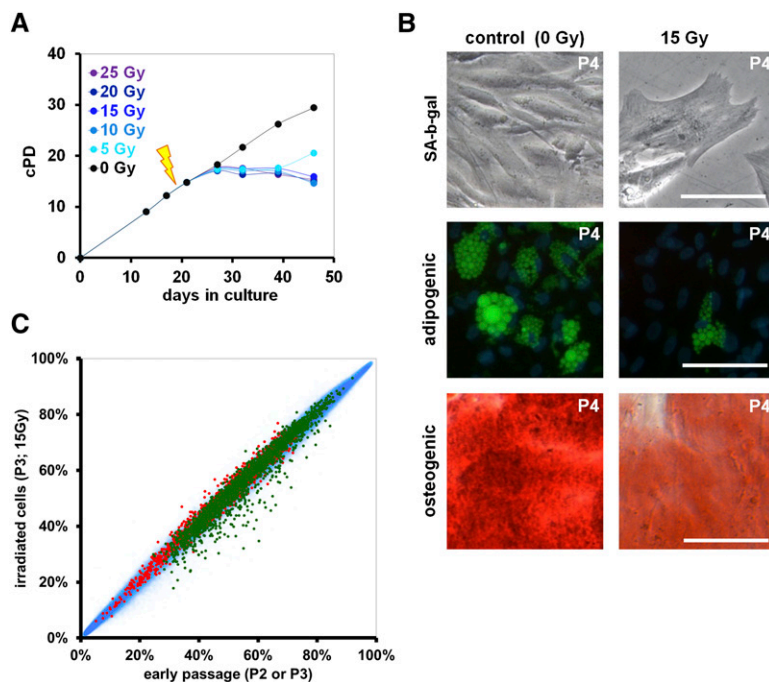 A
40
30
20
10
0
cPD
25 Gy
20 Gy
15 Gy
10 Gy
5 Gy
0 Gy
0 10 20 30 40 50
days in culture
B
control (0 Gy) 15 Gy
SA-b-gal
P4 P4
adipogenic
P4 P4
osteogenic
P4 P4
C
100%
80%
60%
40%
20%
0%
irradiated cells (P3; 15Gy)
0% 20% 40% 60% 80% 100%
early passage (P2 or P3)